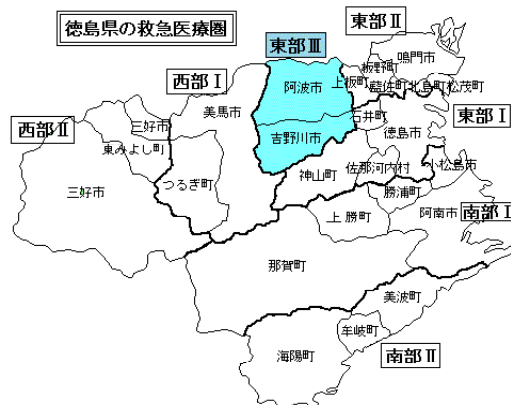 徳島県の救急医療圏
東部Ⅱ
東部Ⅲ
鳴門市
西部Ⅰ
板野町
阿波市
上板町
藍住町
北島町
松茂町
美馬市
石井町
東部Ⅰ
西部Ⅱ
三好市
吉野川市
徳島市
東みよし町
神山町
佐那河内村
小松島市
三好市
つるぎ町
勝浦町
上勝町
阿南市
南部Ⅰ
那賀町
美波町
牟岐町
海陽町
南部Ⅱ